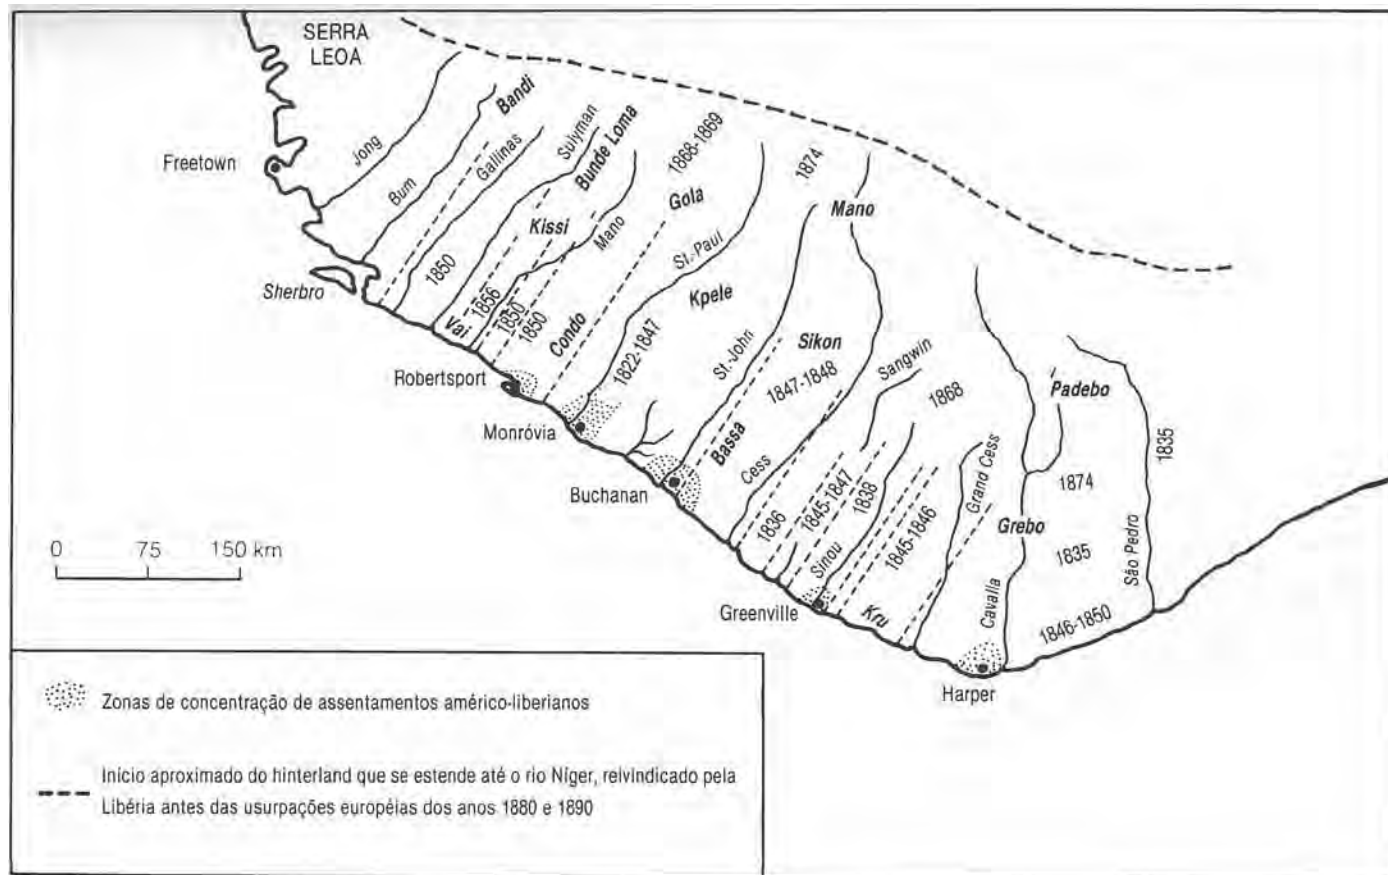 SERRA
LEOA
Freetown
Jong
Bum
Bandi
Gallinas
Sulyman
Bunde Loma
1868-1869
1874
Mano
Gola
Mano
Kissi
St.-Paul
Kpele
Sherbro
1850
1856
1850
1850
Vai
Condo
1822-1847
St.-John
Sikon
1847-1848
Sangwin
1868
Padebo
1835
Robertsport
Monróvia
Buchanan
Bassa
Cess
1836
1845-1847
1838
Sinou
1845-1846
Grand Cess
Grebo
1874
1835
São Pedro
Cavalla
1846-1850
Kru
Greenville
Harper
0 75 150 km
Zonas de concentração de assentamentos américo-liberianos
Início aproximado do hinterland que se estende até o rio Níger, reivindicado pela
Libéria antes das usurpações européias dos anos 1880 e 1890